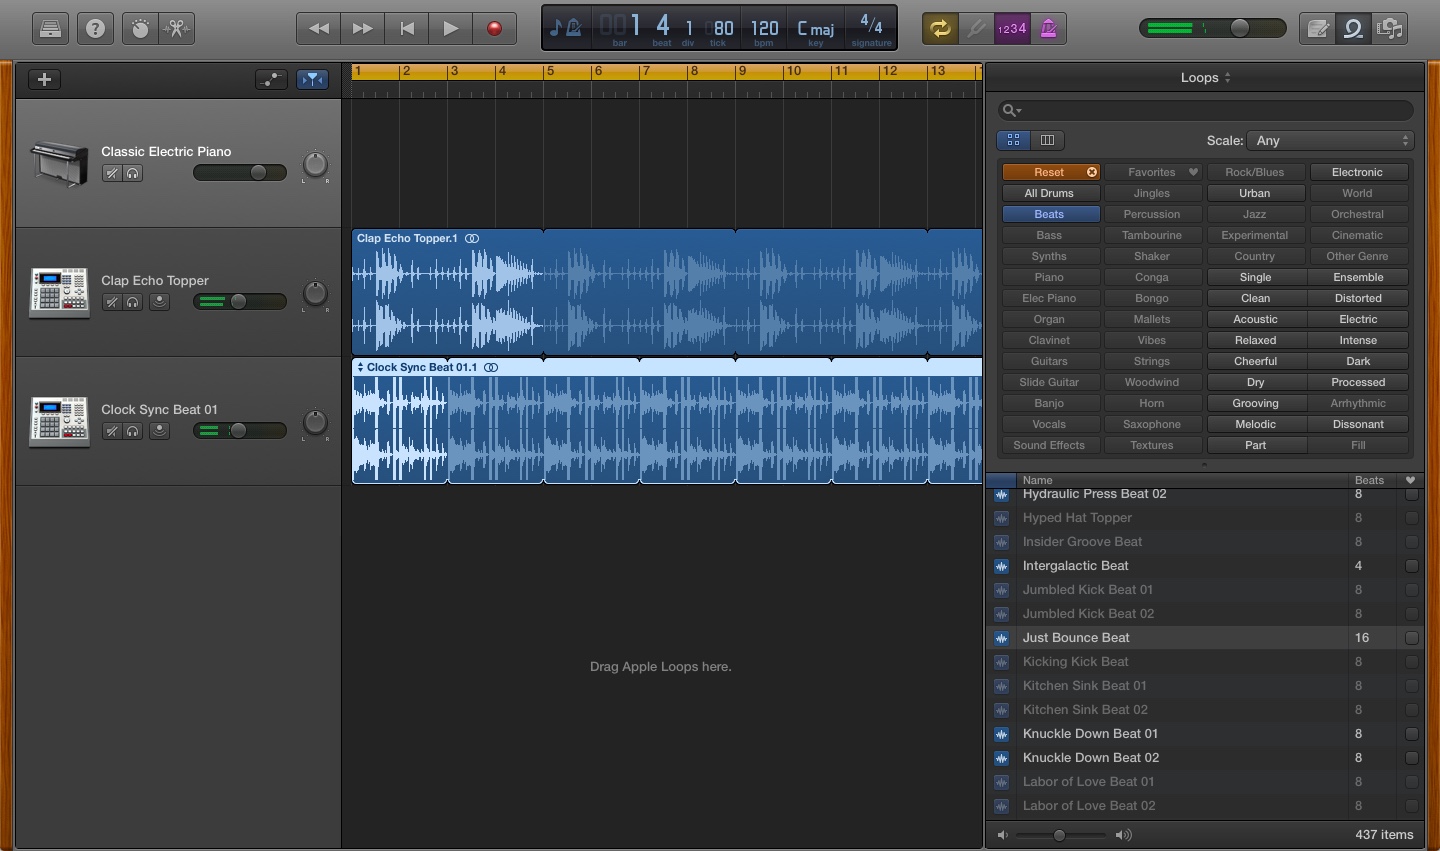 1 4 1 80 120 C maj 4/4
bar beat div tick bpm key signature
1234
1 2 3 4 5 6 7 8 9 10 11 12 13
Loops
Scale: Any
Classic Electric Piano
L R
Reset Favorites Rock/Blues Electronic
All Drums Jingles Urban World
Beats Percussion Jazz Orchestral
Bass Tambourine Experimental Cinematic
Synths Shaker Country Other Genre
Piano Conga Single Ensemble
Elec Piano Bongo Clean Distorted
Organ Mallets Acoustic Electric
Clavinet Vibes Relaxed Intense
Guitars Strings Cheerful Dark
Slide Guitar Woodwind Dry Processed
Banjo Horn Grooving Arrhythmic
Vocals Saxophone Melodic Dissonant
Sound Effects Textures Part Fill
Clap Echo Topper.1
Clap Echo Topper
L R
Clock Sync Beat 01.1
Clock Sync Beat 01
L R
Name Beats
Hydraulic Press Beat 02 8
Hyped Hat Topper 8
Insider Groove Beat 8
Intergalactic Beat 4
Jumbled Kick Beat 01 8
Jumbled Kick Beat 02 8
Just Bounce Beat 16
Kicking Kick Beat 8
Kitchen Sink Beat 01 8
Kitchen Sink Beat 02 8
Knuckle Down Beat 01 8
Knuckle Down Beat 02 8
Labor of Love Beat 01 8
Labor of Love Beat 02 8
Drag Apple Loops here.
437 items